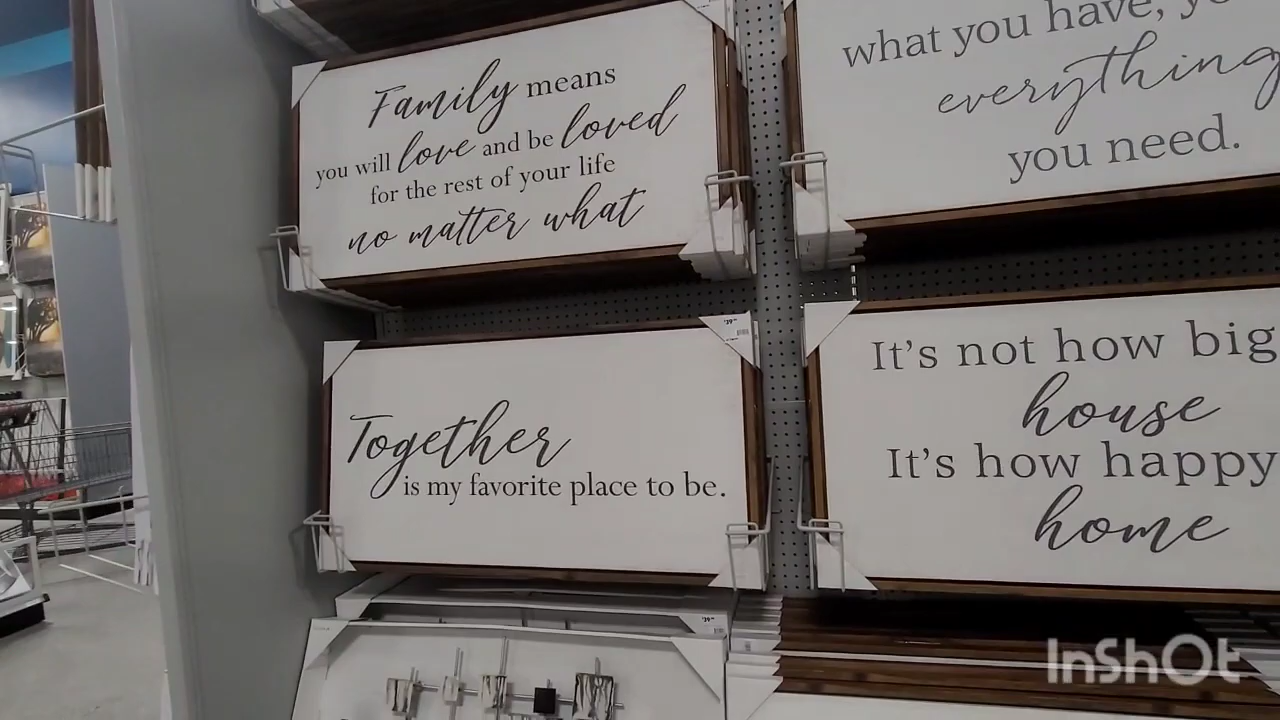 Family means
you will love and be loved
for the rest of your life
no matter what
what you have,
everything
you need.
Together
is my favorite place to be.
It's not how big
house
It's how happy
home
InShOt